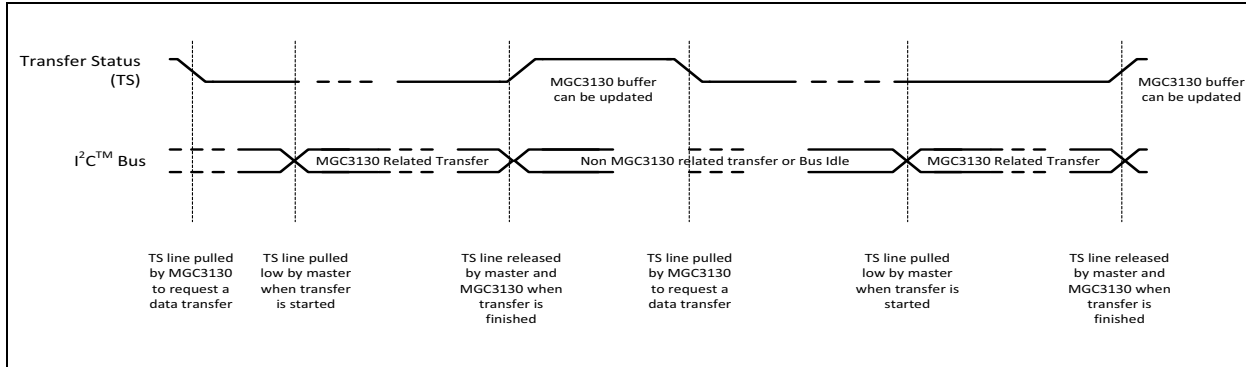 Transfer Status
(TS)
MGC3130 buffer
can be updated
MGC3130 buffer
can be updated
I²C™ Bus
MGC3130 Related Transfer
Non MGC3130 related transfer or Bus Idle
MGC3130 Related Transfer
TS line pulled
by MGC3130
to request a
data transfer
TS line pulled
low by master
when transfer
is started
TS line released
by master and
MGC3130 when
transfer is
finished
TS line pulled
by MGC3130
to request a
data transfer
TS line pulled
low by master
when transfer is
started
TS line released
by master and
MGC3130 when
transfer is
finished